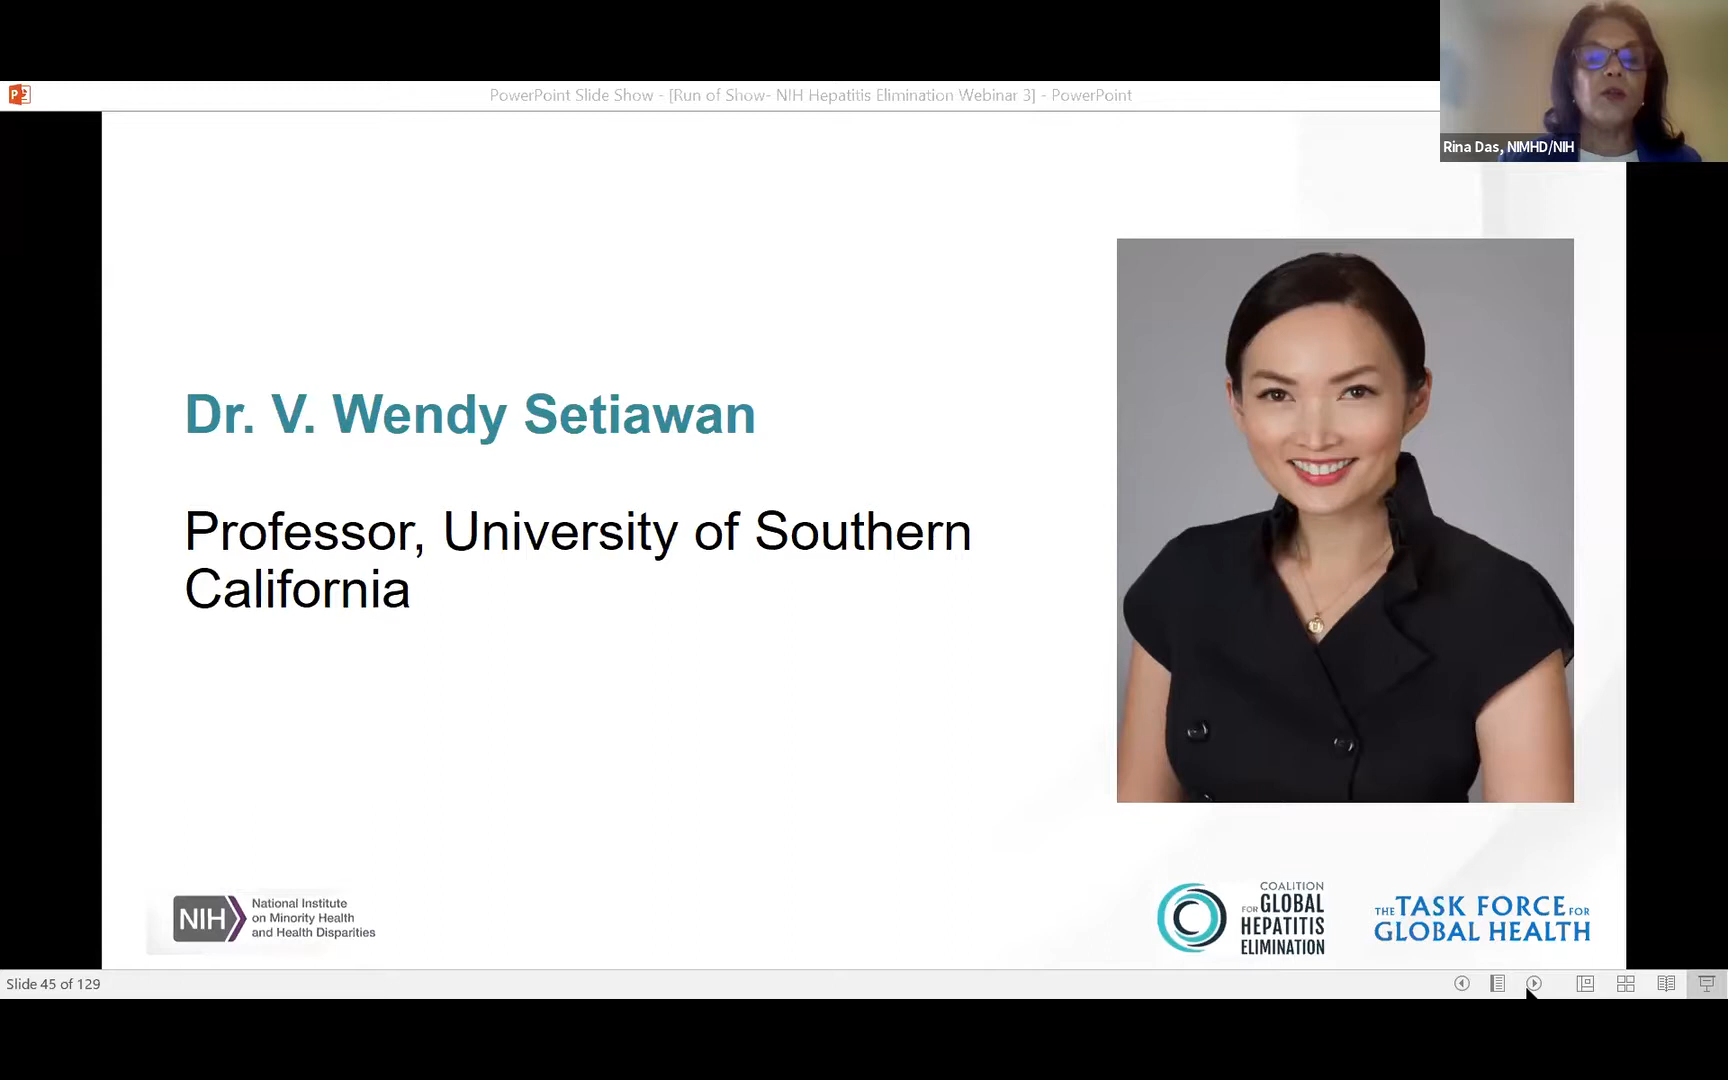 PowerPoint Slide Show - [Run of Show- NIH Hepatitis Elimination Webinar 3] - PowerPoint
Rina Das, NIMHD/NIH
Dr. V. Wendy Setiawan
Professor, University of Southern
California
NIH
National Institute
on Minority Health
and Health Disparities
COALITION
FOR GLOBAL
HEPATITIS
ELIMINATION
THE TASK FORCE FOR
GLOBAL HEALTH
Slide 45 of 129